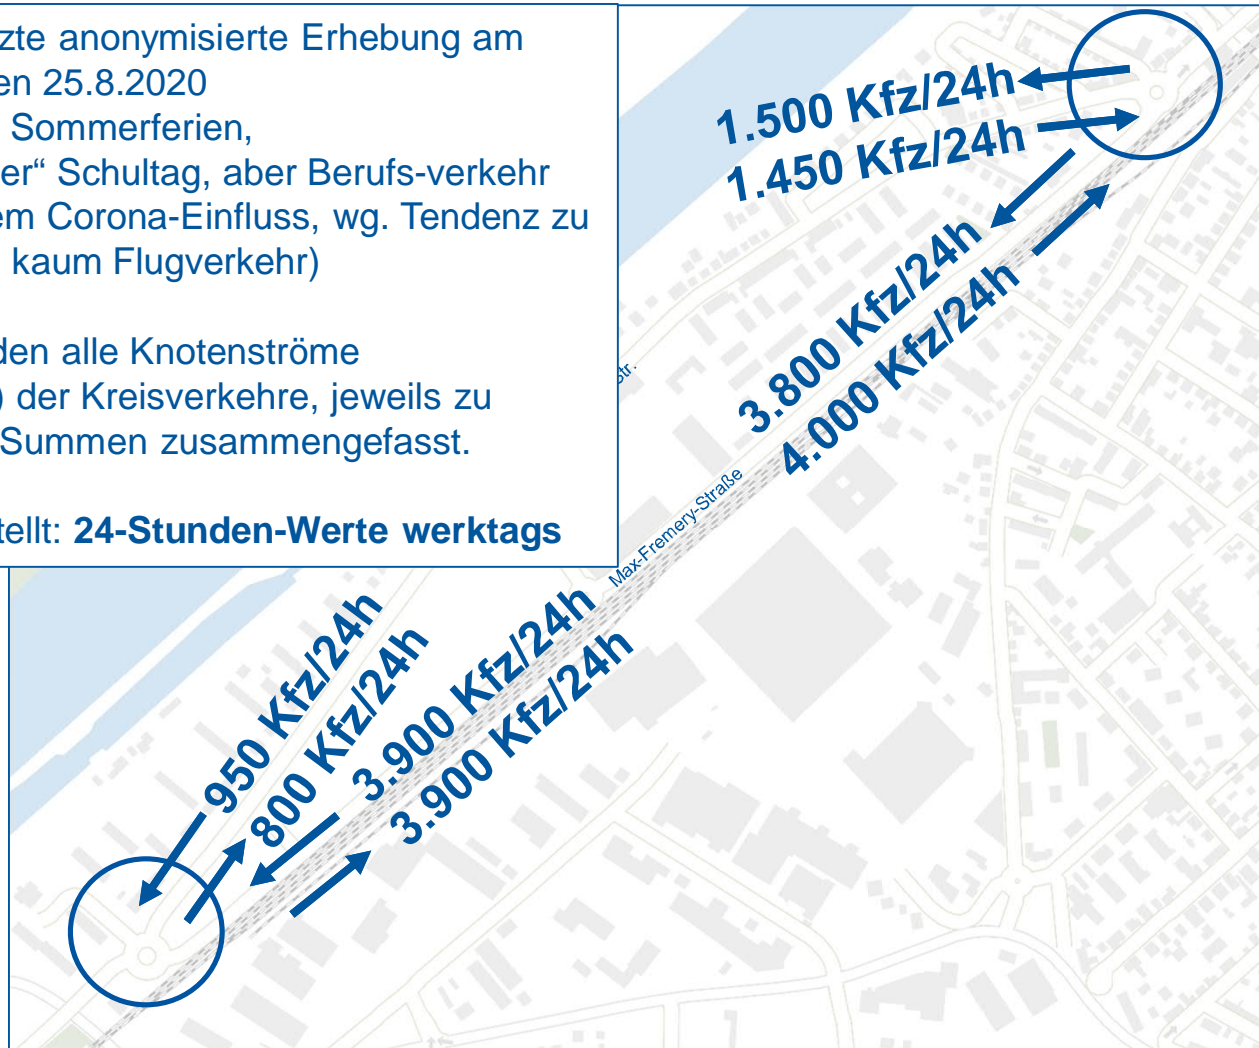 zte anonymisierte Erhebung am
en 25.8.2020
Sommerferien,
er“ Schultag, aber Berufs-verkehr
em Corona-Einfluss, wg. Tendenz zu
kaum Flugverkehr)
den alle Knotenströme
) der Kreisverkehre, jeweils zu
Summen zusammengefasst.
tellt: 24-Stunden-Werte werktags
1.500 Kfz/24h
1.450 Kfz/24h
3.800 Kfz/24h
4.000 Kfz/24h
Str.
Max-Fremery-Straße
950 Kfz/24h
800 Kfz/24h
3.900 Kfz/24h
3.900 Kfz/24h